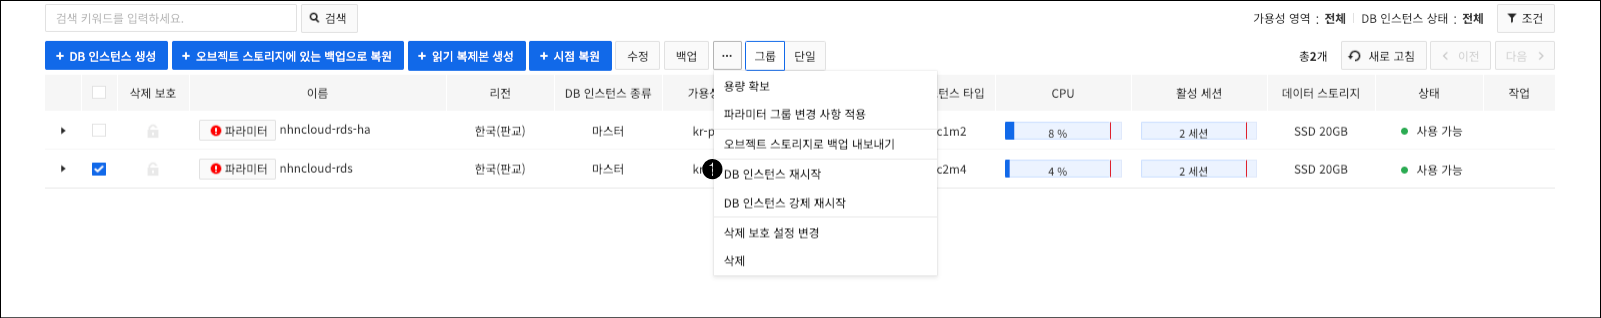 검색 키워드를 입력하세요. 검색 가용성 영역 : 전체 DB 인스턴스 상태 : 전체 조건
+ DB 인스턴스 생성 + 오브젝트 스토리지에 있는 백업으로 복원 + 읽기 복제본 생성 + 시점 복원 수정 백업 ··· 그룹 단일 총2개 새로 고침 < 이전 다음 >
삭제 보호 이름 리전 DB 인스턴스 종류 타입 CPU 활성 세션 데이터 스토리지 상태 작업
파라미터 nhncloud-rds-ha 한국(판교) 마스터 kr-p c1m2 8 % 2 세션 SSD 20GB 사용 가능
파라미터 nhncloud-rds 한국(판교) 마스터 c2m4 4 % 2 세션 SSD 20GB 사용 가능
용량 확보
파라미터 그룹 변경 사항 적용
오브젝트 스토리지로 백업 내보내기
1
DB 인스턴스 재시작
DB 인스턴스 강제 재시작
삭제 보호 설정 변경
삭제